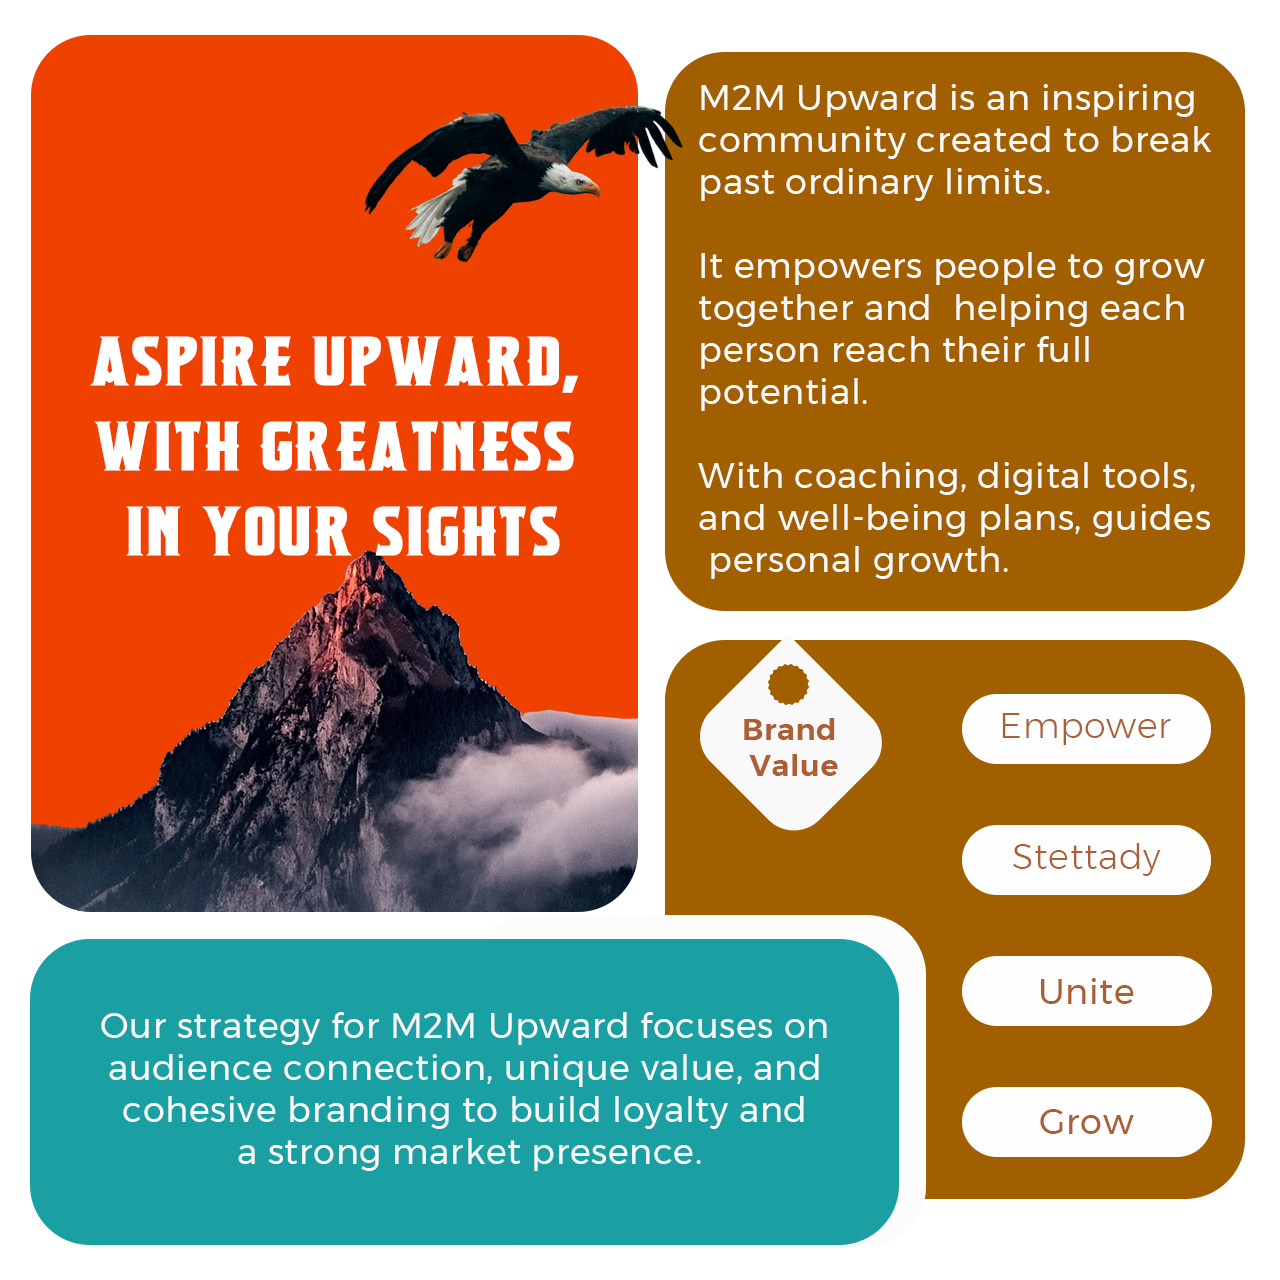 ASPIRE UPWARD,
WITH GREATNESS
IN YOUR SIGHTS
M2M Upward is an inspiring
community created to break
past ordinary limits.
It empowers people to grow
together and  helping each
person reach their full
potential.
With coaching, digital tools,
and well-being plans, guides
personal growth.
Brand
Value
Empower
Stettady
Unite
Grow
Our strategy for M2M Upward focuses on
audience connection, unique value, and
cohesive branding to build loyalty and
a strong market presence.